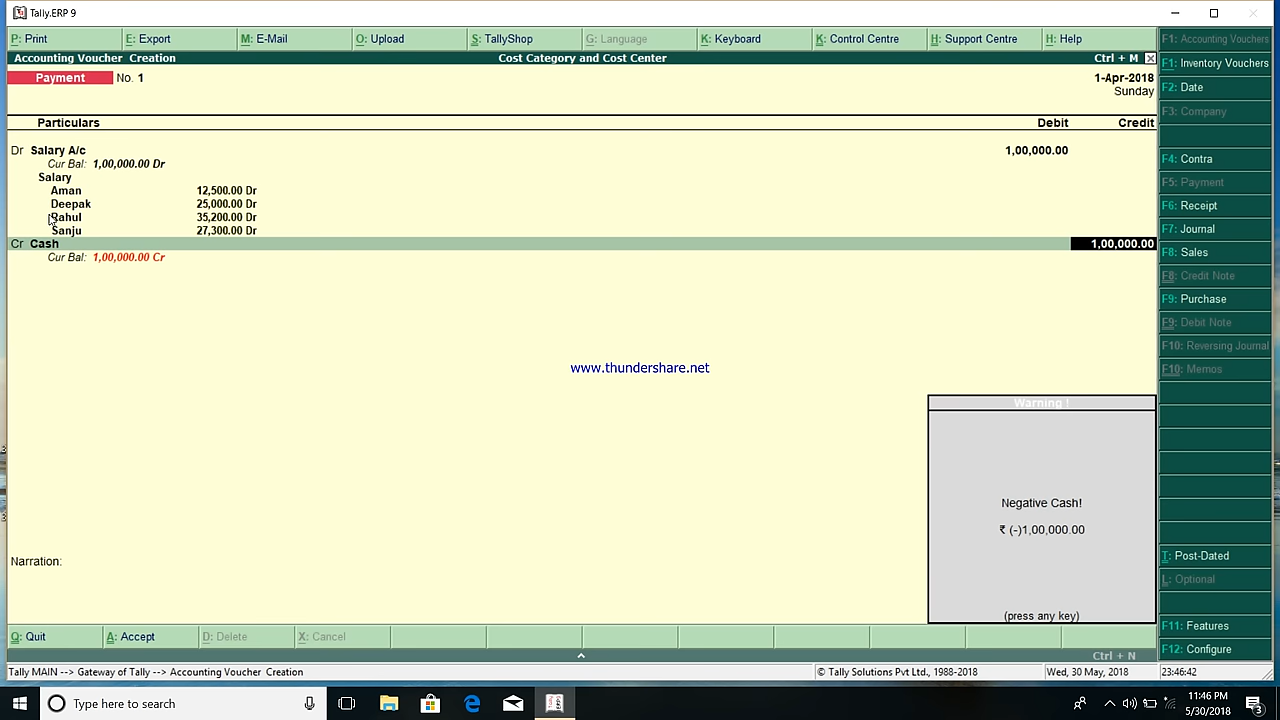 Tally.ERP 9
P: Print E: Export M: E-Mail O: Upload S: TallyShop G: Language K: Keyboard K: Control Centre H: Support Centre H: Help
Accounting Voucher Creation Cost Category and Cost Center Ctrl + M
Payment No. 1 1-Apr-2018
Sunday
Particulars Debit Credit
Dr Salary A/c 1,00,000.00
Cur Bal: 1,00,000.00 Dr
Salary
Aman 12,500.00 Dr
Deepak 25,000.00 Dr
Rahul 35,200.00 Dr
Sanju 27,300.00 Dr
Cr Cash 1,00,000.00
Cur Bal: 1,00,000.00 Cr
www.thundershare.net
Warning !
Negative Cash!
₹ (-)1,00,000.00
(press any key)
Narration:
F1: Accounting Vouchers
F1: Inventory Vouchers
F2: Date
F3: Company
F4: Contra
F5: Payment
F6: Receipt
F7: Journal
F8: Sales
F8: Credit Note
F9: Purchase
F9: Debit Note
F10: Reversing Journal
F10: Memos
T: Post-Dated
L: Optional
F11: Features
F12: Configure
Q: Quit A: Accept D: Delete X: Cancel
Ctrl + N
Tally MAIN --> Gateway of Tally --> Accounting Voucher Creation © Tally Solutions Pvt Ltd., 1988-2018 Wed, 30 May, 2018 23:46:42
Type here to search
11:46 PM
5/30/2018
3